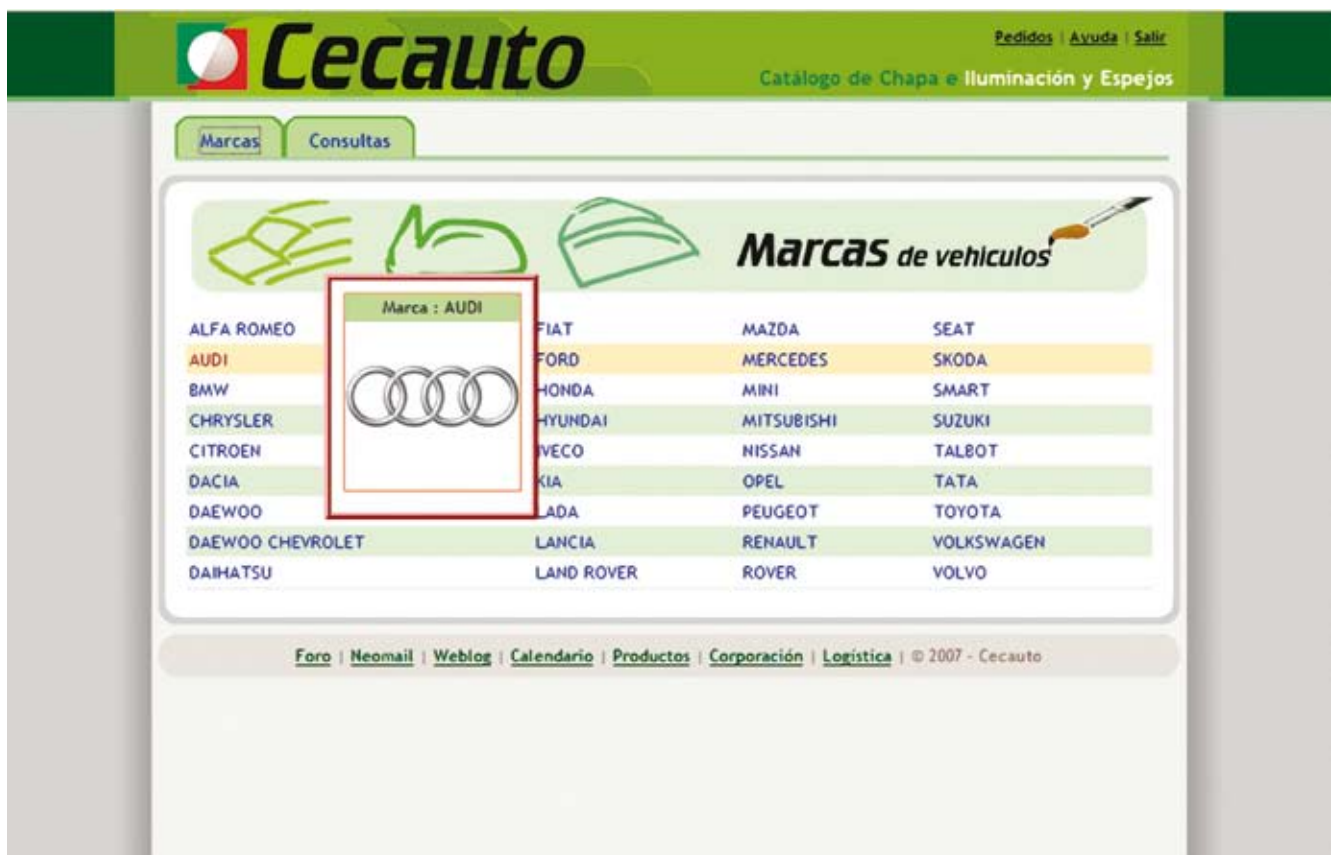 Cecauto
Pedidos | Ayuda | Salir
Catálogo de Chapa e Iluminación y Espejos
Marcas Consultas
Marcas de vehiculos
Marca : AUDI
ALFA ROMEO FIAT MAZDA SEAT
AUDI FORD MERCEDES SKODA
BMW HONDA MINI SMART
CHRYSLER HYUNDAI MITSUBISHI SUZUKI
CITROEN IVECO NISSAN TALBOT
DACIA KIA OPEL TATA
DAEWOO LADA PEUGEOT TOYOTA
DAEWOO CHEVROLET LANCIA RENAULT VOLKSWAGEN
DAIHATSU LAND ROVER ROVER VOLVO
Foro | Neomail | Weblog | Calendario | Productos | Corporación | Logística | © 2007 - Cecauto